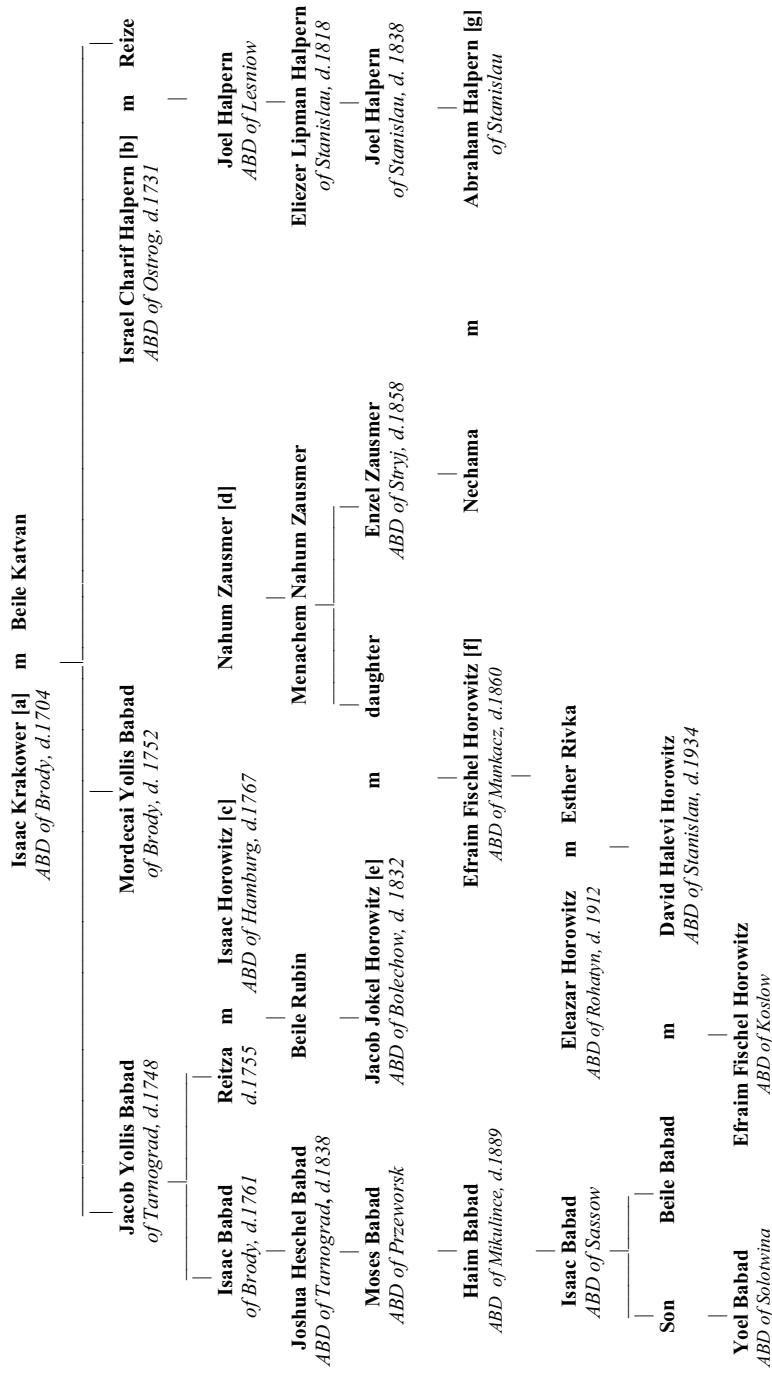 Isaac Krakower [a] m Beile Katvan
ABD of Brody, d.1704
Jacob Yollis Babad Mordecai Yollis Babad Israel Charif Halpern [b] m Reize
of Tarnograd, d.1748 of Brody, d. 1752 ABD of Ostrog, d.1731
Isaac Babad Reitza m Isaac Horowitz [c] Nahum Zausmer [d] Joel Halpern
of Brody, d.1761 d.1755 ABD of Hamburg, d.1767 ABD of Lesniow
Joshua Heschel Babad Beile Rubin Menachem Nahum Zausmer Eliezer Lipman Halpern
ABD of Tarnograd, d.1838 of Stanislau, d.1818
Moses Babad Jacob Jokel Horowitz [e] m daughter Enzel Zausmer Joel Halpern
ABD of Przeworsk ABD of Bolechow, d. 1832 ABD of Stryj, d.1858 of Stanislau, d. 1838
Haim Babad Efraim Fischel Horowitz [f] Nechama m Abraham Halpern [g]
ABD of Mikulince, d.1889 ABD of Munkacz, d.1860 of Stanislau
Isaac Babad Eleazar Horowitz m Esther Rivka
ABD of Sassow ABD of Rohatyn, d. 1912
Son Beile Babad m David Halevi Horowitz
ABD of Stanislau, d.1934
Yoel Babad Efraim Fischel Horowitz
ABD of Solotwina ABD of Koslow